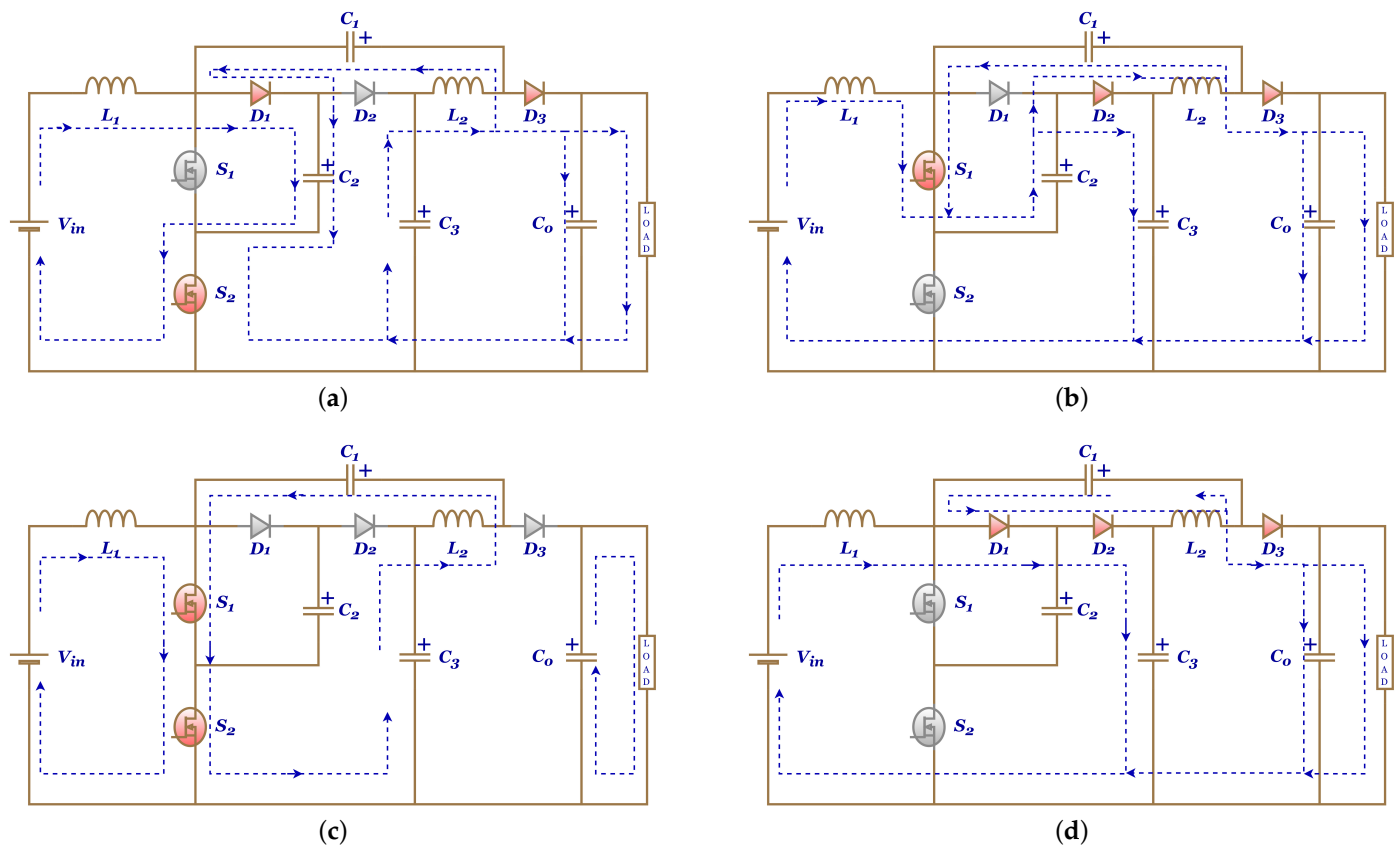 C1 +
L1 D1 D2 L2 D3
S1 + C2
Vin + C3 + Co LOAD
S2
(a)
C1 +
L1 D1 D2 L2 D3
S1 + C2
Vin + C3 + Co LOAD
S2
(b)
C1 +
L1 D1 D2 L2 D3
S1 + C2
Vin + C3 + Co LOAD
S2
(c)
C1 +
L1 D1 D2 L2 D3
S1 + C2
Vin + C3 + Co LOAD
S2
(d)